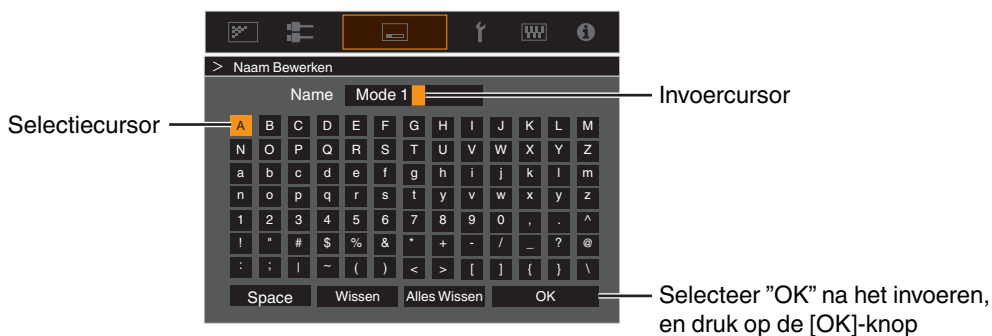 > Naam Bewerken
Name Mode 1
Invoercursor
Selectiecursor
A B C D E F G H I J K L M
N O P Q R S T U V W X Y Z
a b c d e f g h i j k l m
n o p q r s t y v w x y z
1 2 3 4 5 6 7 8 9 0 , . ^
! " # $ % & * + - / _ ? @
: ; | ~ ( ) < > [ ] { } \
Space Wissen Alles Wissen OK
Selecteer ”OK” na het invoeren,
en druk op de [OK]-knop